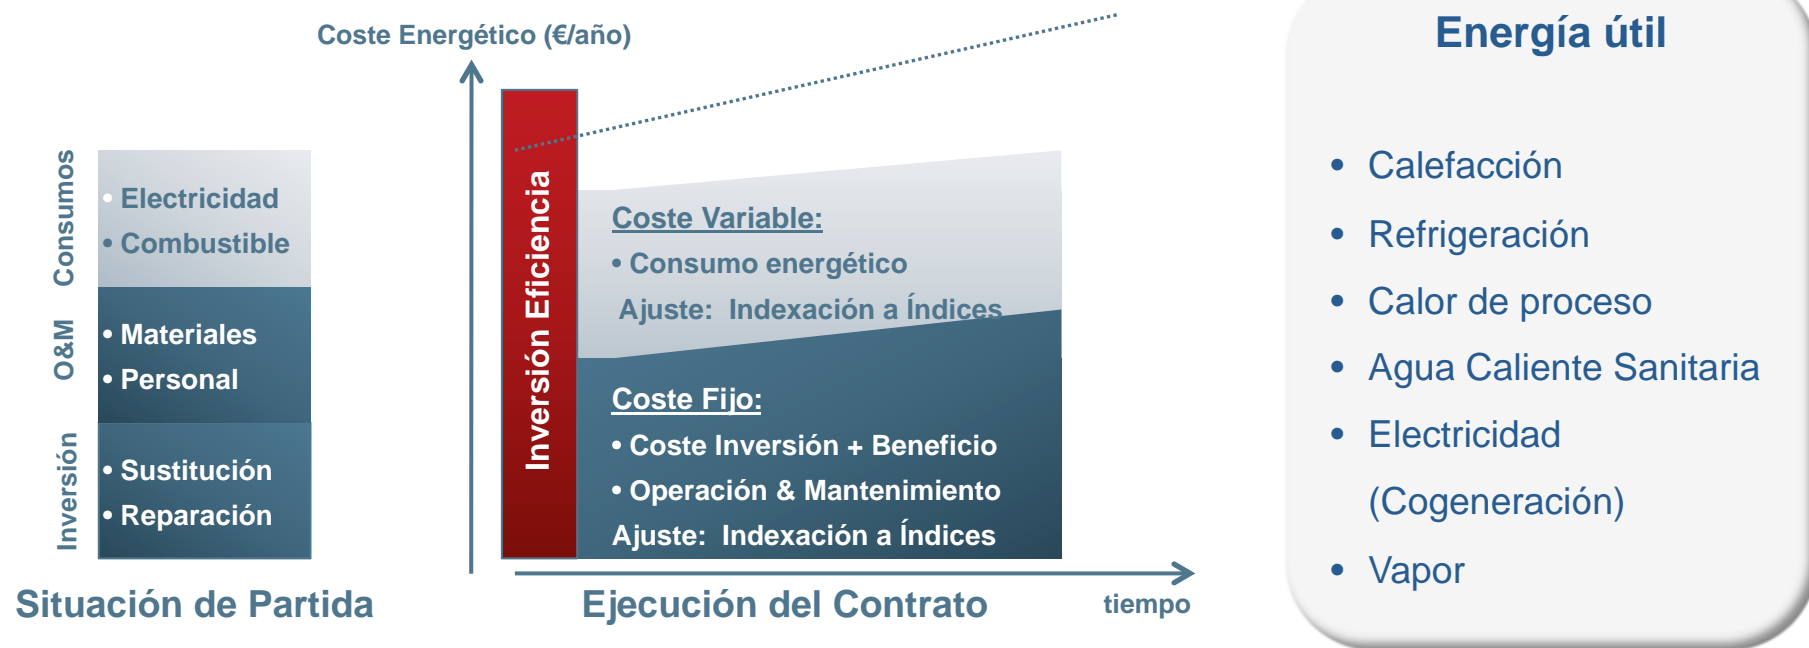 Coste Energético (€/año)
Consumos
• Electricidad
• Combustible
O&M
• Materiales
• Personal
Inversión
• Sustitución
• Reparación
Situación de Partida
Inversión Eficiencia
Coste Variable:
• Consumo energético
Ajuste: Indexación a Índices
Coste Fijo:
• Coste Inversión + Beneficio
• Operación & Mantenimiento
Ajuste: Indexación a Índices
Ejecución del Contrato
tiempo
Energía útil
• Calefacción
• Refrigeración
• Calor de proceso
• Agua Caliente Sanitaria
• Electricidad
(Cogeneración)
• Vapor